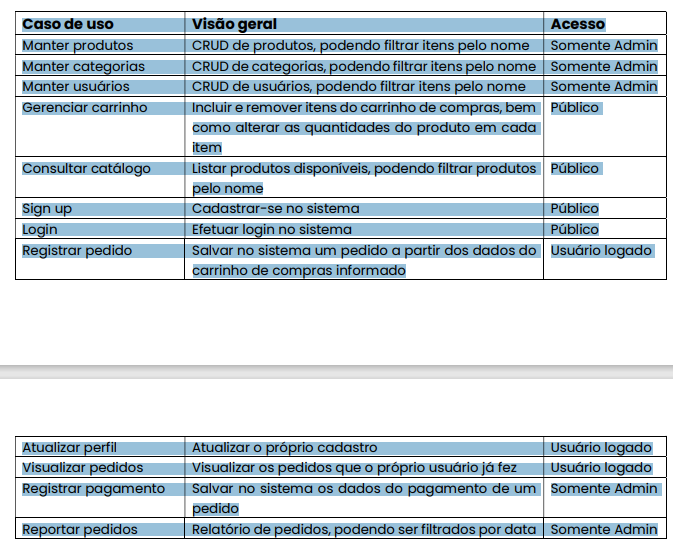 Caso de uso Visão geral Acesso
Manter produtos CRUD de produtos, podendo filtrar itens pelo nome Somente Admin
Manter categorias CRUD de categorias, podendo filtrar itens pelo nome Somente Admin
Manter usuários CRUD de usuários, podendo filtrar itens pelo nome Somente Admin
Gerenciar carrinho Incluir e remover itens do carrinho de compras, bem Público
como alterar as quantidades do produto em cada
item
Consultar catálogo Listar produtos disponíveis, podendo filtrar produtos Público
pelo nome
Sign up Cadastrar-se no sistema Público
Login Efetuar login no sistema Público
Registrar pedido Salvar no sistema um pedido a partir dos dados do Usuário logado
carrinho de compras informado
Atualizar perfil Atualizar o próprio cadastro Usuário logado
Visualizar pedidos Visualizar os pedidos que o próprio usuário já fez Usuário logado
Registrar pagamento Salvar no sistema os dados do pagamento de um Somente Admin
pedido
Reportar pedidos Relatório de pedidos, podendo ser filtrados por data Somente Admin